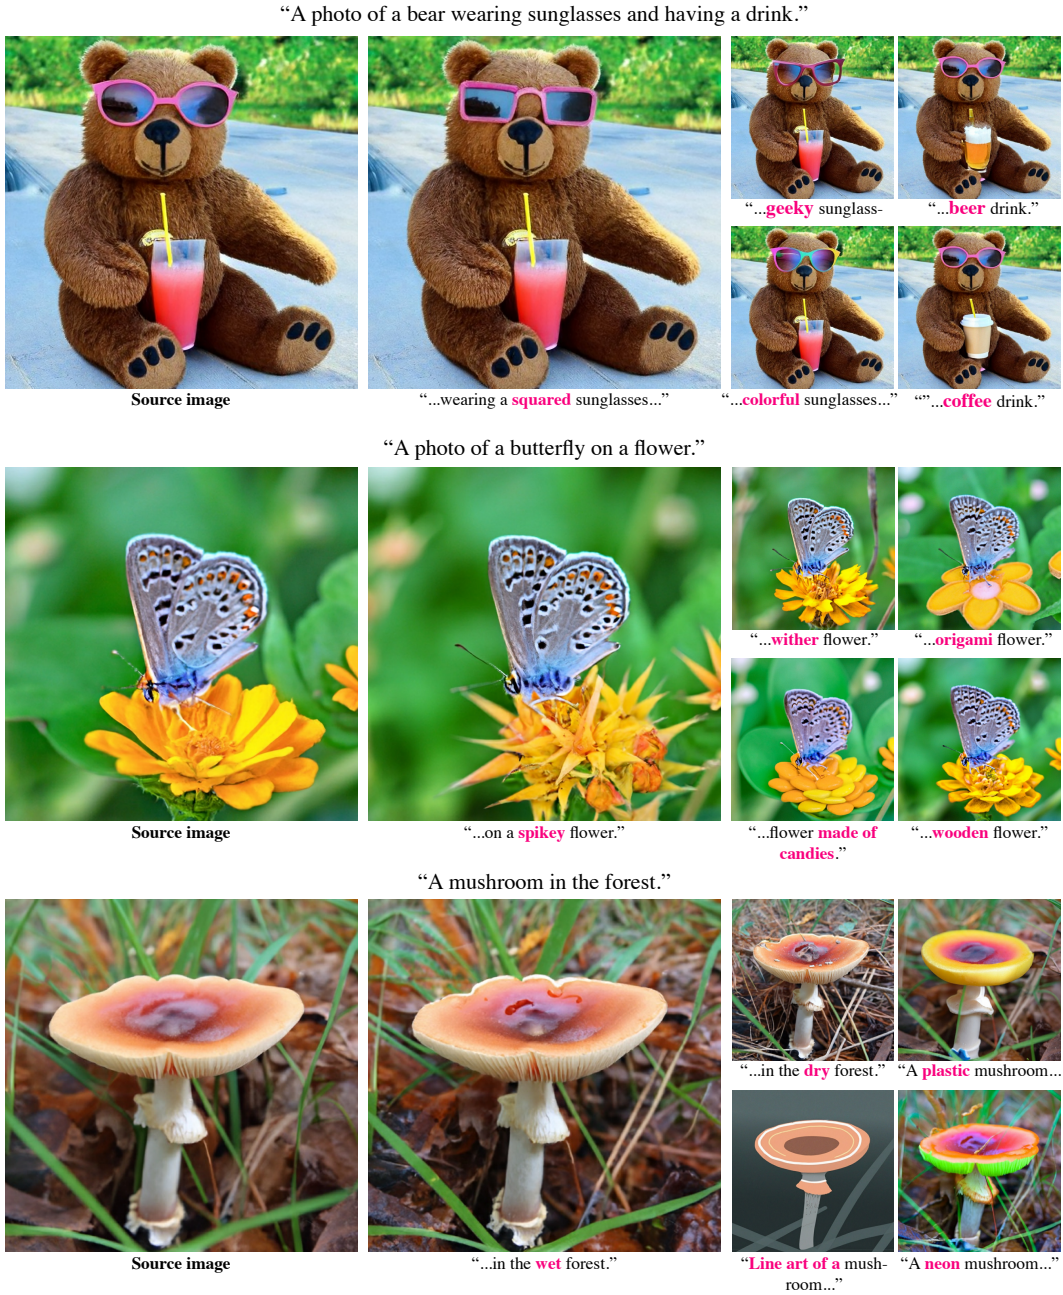 “A photo of a bear wearing sunglasses and having a drink.”
“...geeky sunglass-
“...beer drink.”
Source image
“...wearing a squared sunglasses...”
“...colorful sunglasses...”
“”...coffee drink.”
“A photo of a butterfly on a flower.”
“...wither flower.”
“...origami flower.”
Source image
“...on a spikey flower.”
“...flower made of
candies.”
“...wooden flower.”
“A mushroom in the forest.”
“...in the dry forest.”
“A plastic mushroom...
Source image
“...in the wet forest.”
“Line art of a mush-
room...”
“A neon mushroom...”